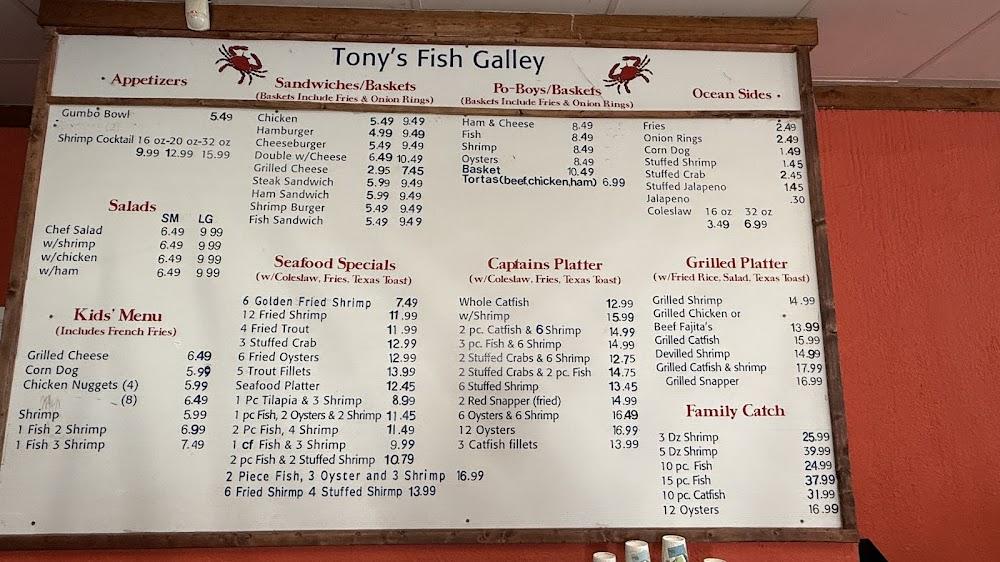 Tony's Fish Galley
Appetizers
Gumbo Bowl 5.49
Shrimp Cocktail 16 oz-20 oz-32 oz
9.99 12.99 15.99
Salads
SM LG
Chef Salad 6.49 9 99
w/shrimp 6.49 9 99
w/chicken 6.49 9 99
w/ham 6.49 9 99
Kids' Menu
(Includes French Fries)
Grilled Cheese 6.49
Corn Dog 5.99
Chicken Nuggets (4) 5.99
(8) 6.49
Shrimp 5.99
1 Fish 2 Shrimp 6.99
1 Fish 3 Shrimp 7.49
Sandwiches/Baskets
(Baskets Include Fries & Onion Rings)
Chicken 5.49 9.49
Hamburger 4.99 9.49
Cheeseburger 5.49 9.49
Double w/Cheese 6.49 10.49
Grilled Cheese 2.95 7.45
Steak Sandwich 5.99 9.49
Ham Sandwich 5.99 9.49
Shrimp Burger 5.49 9.49
Fish Sandwich 5.49 9.49
Seafood Specials
(w/Coleslaw, Fries, Texas Toast)
6 Golden Fried Shrimp 7.49
12 Fried Shrimp 11.99
4 Fried Trout 11.99
3 Stuffed Crab 12.99
6 Fried Oysters 12.99
5 Trout Fillets 13.99
Seafood Platter 12.45
1 Pc Tilapia & 3 Shrimp 8.99
1 pc Fish, 2 Oysters & 2 Shrimp 11.45
2 Pc Fish, 4 Shrimp 11.49
1 cf Fish & 3 Shrimp 9.99
2 pc Fish & 2 Stuffed Shrimp 10.79
2 Piece Fish, 3 Oyster and 3 Shrimp 16.99
6 Fried Shirmp 4 Stuffed Shirmp 13.99
Po-Boys/Baskets
(Baskets Include Fries & Onion Rings)
Ham & Cheese 8.49
Fish 8.49
Shrimp 8.49
Oysters 8.49
Basket 10.49
Tortas(beef,chicken,ham) 6.99
Captains Platter
(w/Coleslaw, Fries, Texas Toast)
Whole Catfish 12.99
w/Shrimp 15.99
2 pc. Catfish & 6 Shrimp 14.99
3 pc. Fish & 6 Shrimp 14.99
2 Stuffed Crabs & 6 Shrimp 12.75
2 Stuffed Crabs & 2 pc. Fish 14.75
6 Stuffed Shrimp 13.45
2 Red Snapper (fried) 14.99
6 Oysters & 6 Shrimp 16.49
12 Oysters 16.99
3 Catfish fillets 13.99
Ocean Sides
Fries 2.49
Onion Rings 2.49
Corn Dog 1.49
Stuffed Shrimp 1.45
Stuffed Crab 2.45
Stuffed Jalapeno 1.45
Jalapeno .30
Coleslaw 16 oz 32 oz
3.49 6.99
Grilled Platter
(w/Fried Rice, Salad, Texas Toast)
Grilled Shrimp 14.99
Grilled Chicken or
Beef Fajita's 13.99
Grilled Catfish 15.99
Devilled Shrimp 14.99
Grilled Catfish & shrimp 17.99
Grilled Snapper 16.99
Family Catch
3 Dz Shrimp 25.99
5 Dz Shrimp 39.99
10 pc. Fish 24.99
15 pc. Fish 37.99
10 pc. Catfish 31.99
12 Oysters 16.99